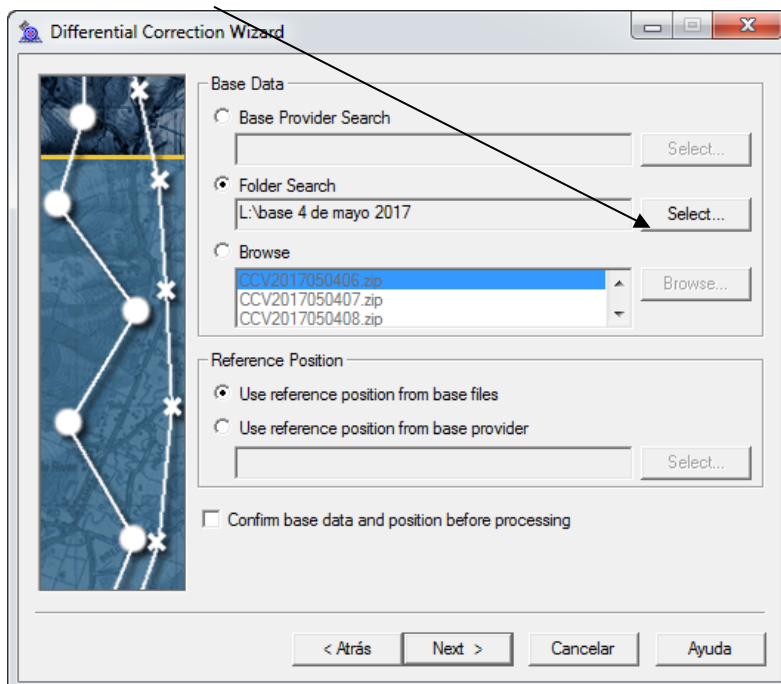 Differential Correction Wizard
Base Data
Base Provider Search
Select...
Folder Search
L:\base 4 de mayo 2017
Select...
Browse
CCV2017050406.zip
CCV2017050407.zip
CCV2017050408.zip
Browse...
Reference Position
Use reference position from base files
Use reference position from base provider
Select...
Confirm base data and position before processing
< Atrás
Next >
Cancelar
Ayuda